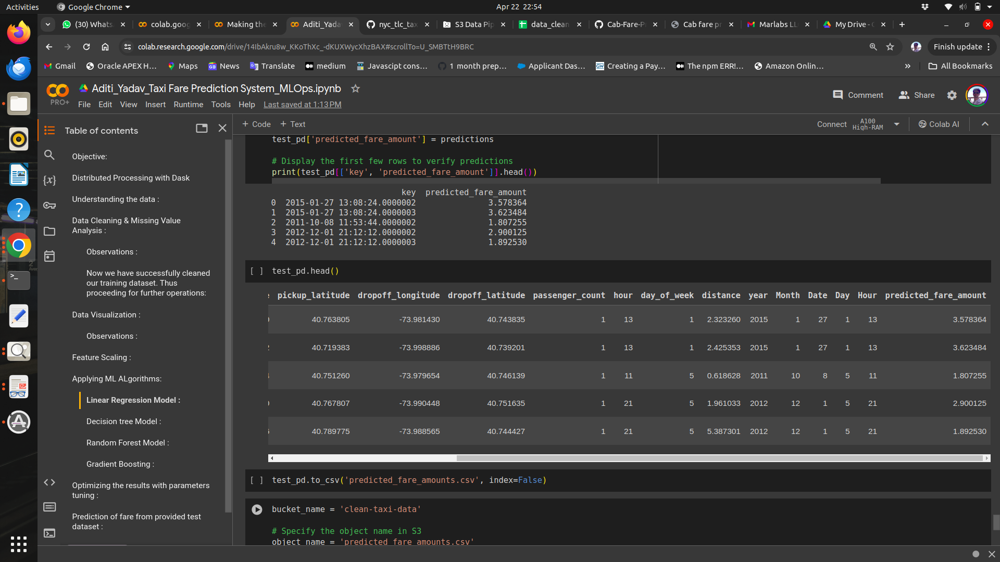 Activities
Google Chrome
Apr 22 22:54
(30) Whats
colab.goog
Making the
Aditi_Yada
nyc_tlc_tax
S3 Data Pip
data_clean
Cab-Fare-P
Cab fare pr
Marlabs LL
My Drive - 
colab.research.google.com/drive/14IbAkru8w_KKoThXc_-dKUXWycXhzBAX#scrollTo=U_SMBTtH9BRC
Finish update
Gmail
Oracle APEX H...
Maps
News
Translate
medium
Javascipt cons...
1 month prep...
Applicant Das...
Creating a Pay...
The npm ERR!...
Amazon Onlin...
»
All Bookmarks
PRO+
Aditi_Yadav_Taxi Fare Prediction System_MLOps.ipynb
File Edit View Insert Runtime Tools Help Last saved at 1:13 PM
Comment
Share
Table of contents
+ Code + Text
Connect
A100
High-RAM
Colab AI
Objective:
Distributed Processing with Dask
Understanding the data :
Data Cleaning & Missing Value
Analysis :
Observations :
Now we have successfully cleaned
our training dataset. Thus
proceeding for further operations:
Data Visualization :
Observations :
Feature Scaling :
Applying ML ALgorithms:
Linear Regression Model :
Decision tree Model :
Random Forest Model :
Gradient Boosting :
Optimizing the results with parameters
tuning :
Prediction of fare from provided test
dataset :
test_pd['predicted_fare_amount'] = predictions
# Display the first few rows to verify predictions
print(test_pd[['key', 'predicted_fare_amount']].head())
key predicted_fare_amount
0 2015-01-27 13:08:24.0000002 3.578364
1 2015-01-27 13:08:24.0000003 3.623484
2 2011-10-08 11:53:44.0000002 1.807255
3 2012-12-01 21:12:12.0000002 2.900125
4 2012-12-01 21:12:12.0000003 1.892530
[ ] test_pd.head()
pickup_latitude dropoff_longitude dropoff_latitude passenger_count hour day_of_week distance year Month Date Day Hour predicted_fare_amount
40.763805 -73.981430 40.743835 1 13 1 2.323260 2015 1 27 1 13 3.578364
40.719383 -73.998886 40.739201 1 13 1 2.425353 2015 1 27 1 13 3.623484
40.751260 -73.979654 40.746139 1 11 5 0.618628 2011 10 8 5 11 1.807255
40.767807 -73.990448 40.751635 1 21 5 1.961033 2012 12 1 5 21 2.900125
40.789775 -73.988565 40.744427 1 21 5 5.387301 2012 12 1 5 21 1.892530
[ ] test_pd.to_csv('predicted_fare_amounts.csv', index=False)
bucket_name = 'clean-taxi-data'
# Specify the object name in S3
object_name = 'predicted_fare_amounts.csv'